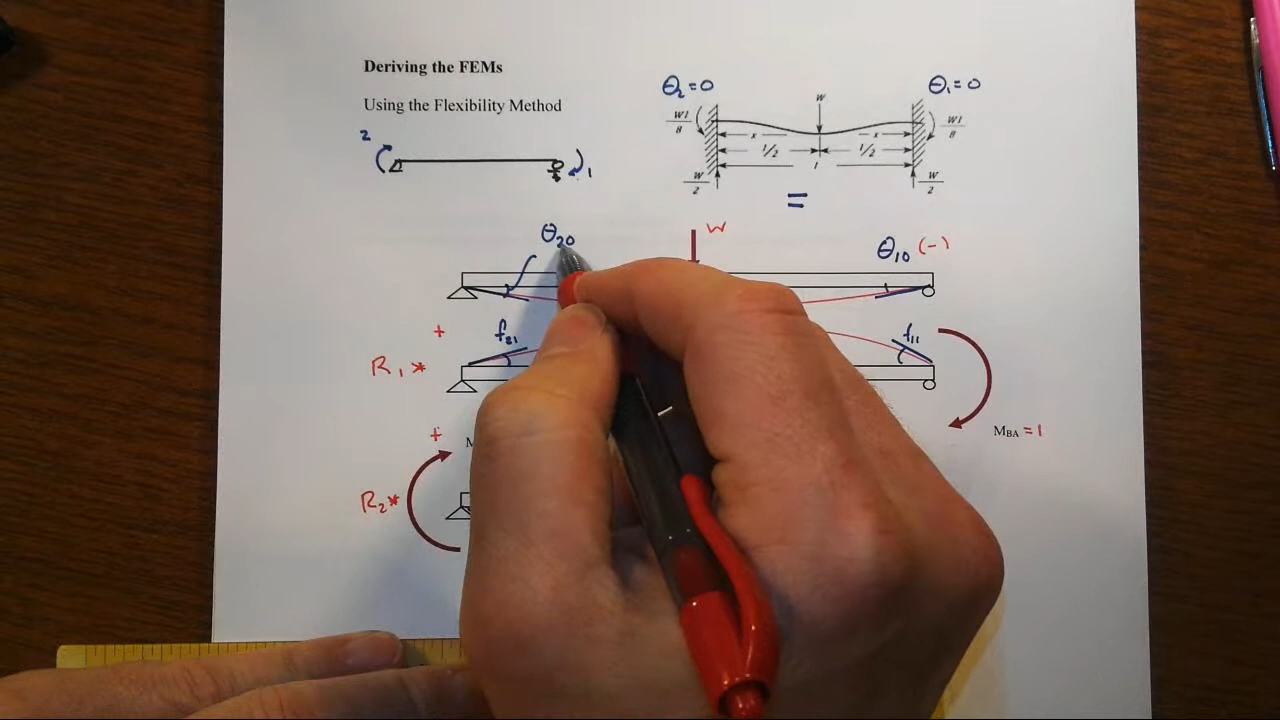 Deriving the FEMs
Using the Flexibility Method
2
1
θ₂=0
θ₁=0
W
Wl/8
Wl/8
x
x
l/2
l/2
l
W/2
W/2
=
θ₂₀
W
θ₁₀ (-)
+
f₂₁
f₁₁
R₁*
M_BA = 1
+
M
R₂*